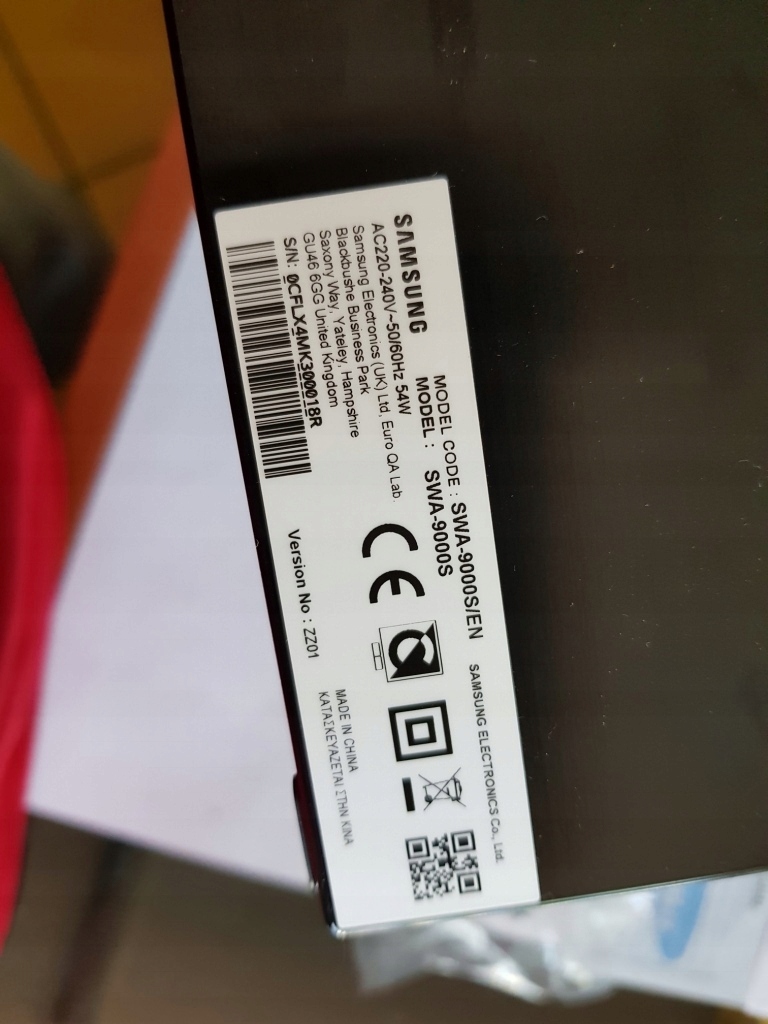 SAMSUNG
MODEL CODE : SWA-9000S/EN
MODEL : SWA-9000S
SAMSUNG ELECTRONICS Co., Ltd.
AC220-240V~50/60Hz 54W
Samsung Electronics (UK) Ltd, Euro QA Lab.
Blackbushe Business Park
Saxony Way, Yateley, Hampshire
GU46 6GG United Kingdom
S/N: 0CFLX4MK300018R
CE
Version No : ZZ01
MADE IN CHINA
ΚΑΤΑΣΚΕΥΑΖΕΤΑΙ ΣΤΗΝ ΚΙΝΑ